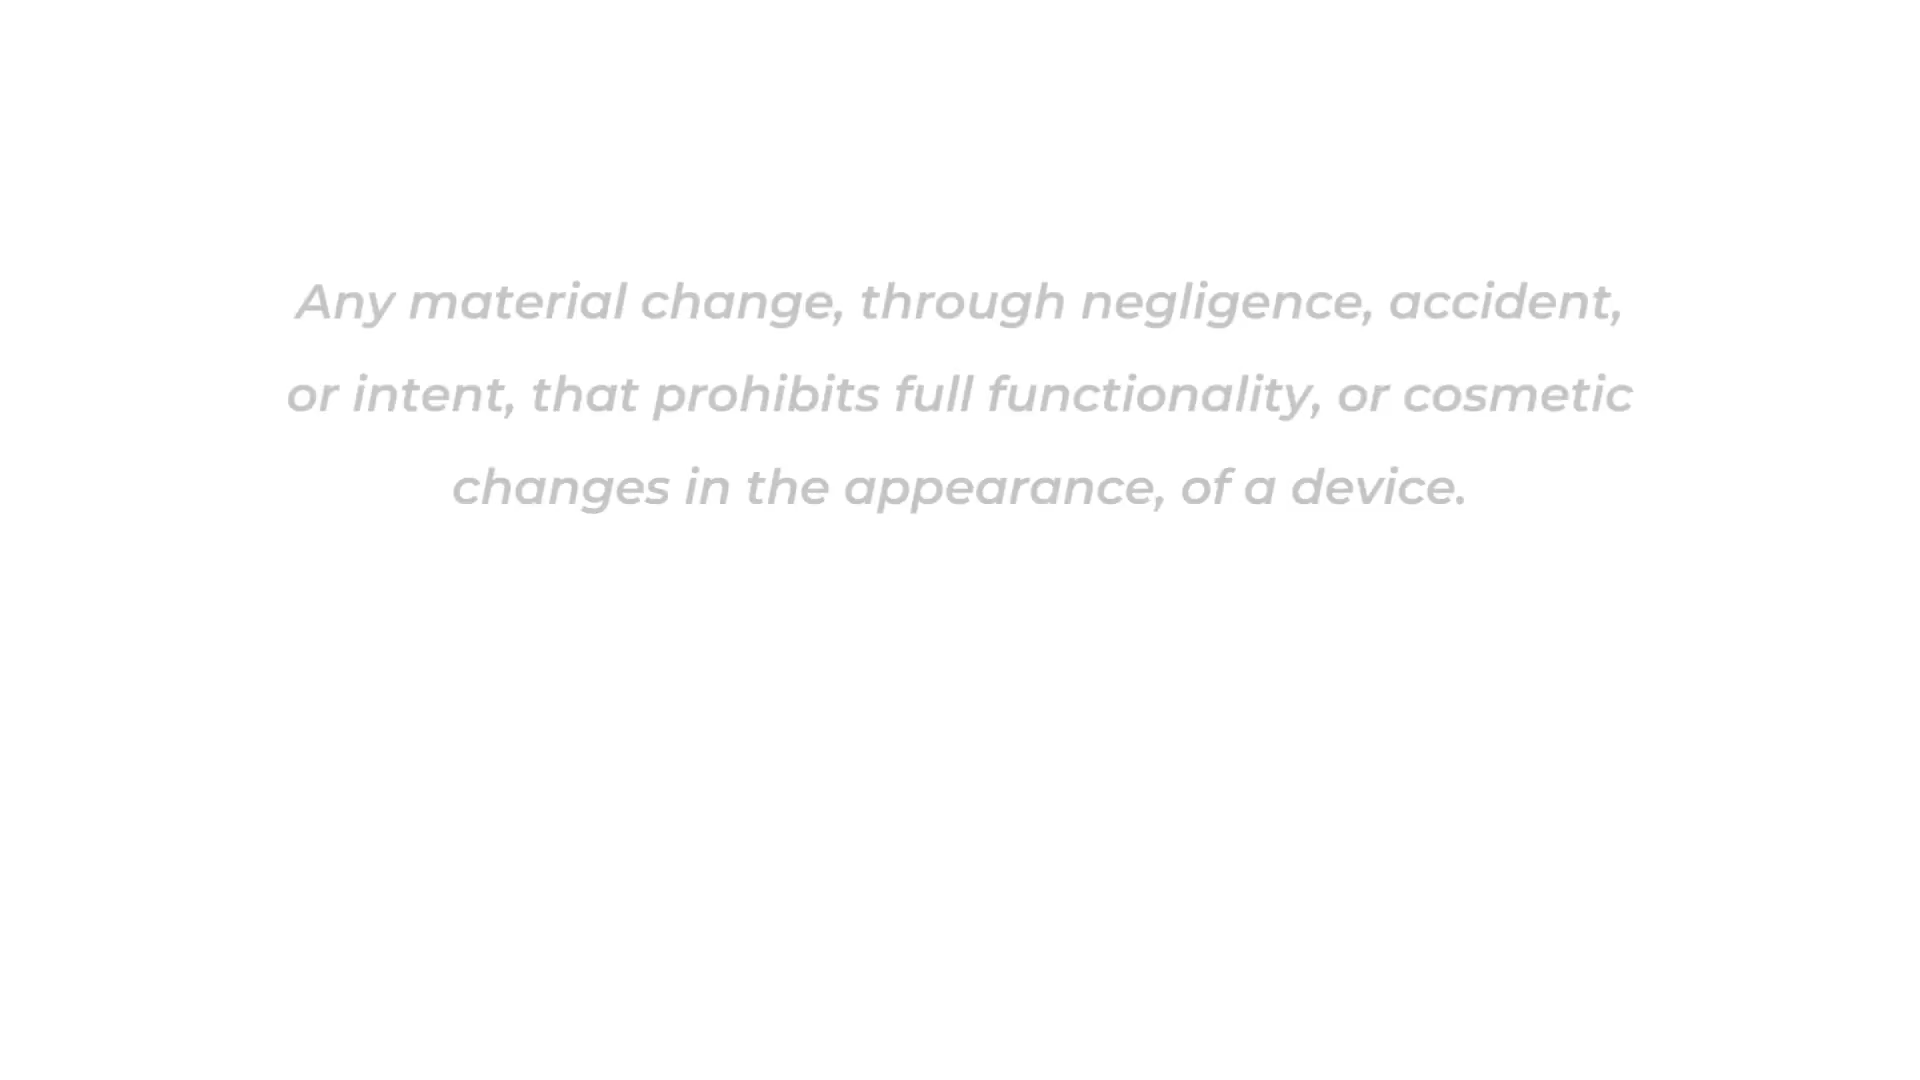 Any material change, through negligence, accident,
or intent, that prohibits full functionality, or cosmetic
changes in the appearance, of a device.